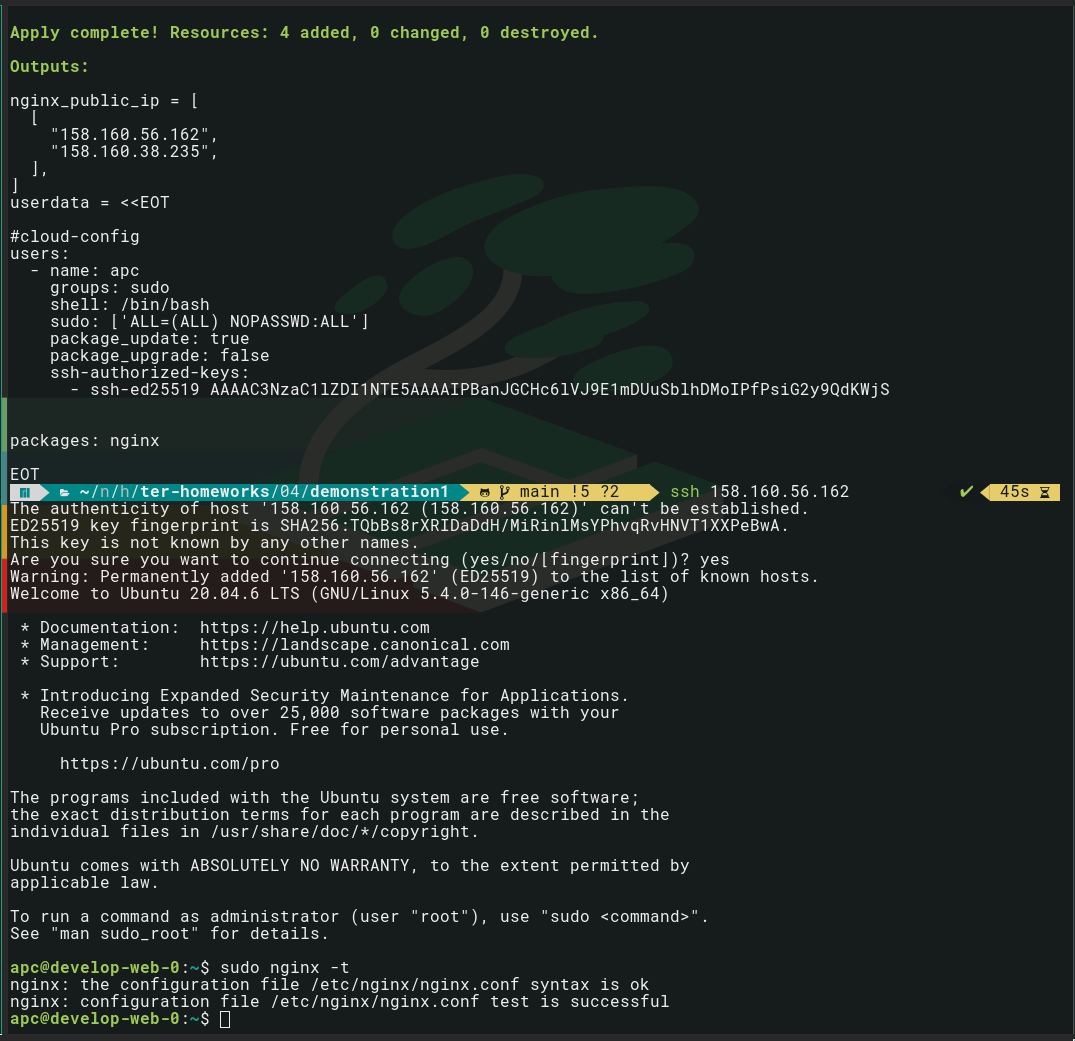 Apply complete! Resources: 4 added, 0 changed, 0 destroyed.
Outputs:
nginx_public_ip = [
  [
    "158.160.56.162",
    "158.160.38.235",
  ],
]
userdata = <<EOT
#cloud-config
users:
  - name: apc
    groups: sudo
    shell: /bin/bash
    sudo: ['ALL=(ALL) NOPASSWD:ALL']
    package_update: true
    package_upgrade: false
    ssh-authorized-keys:
      - ssh-ed25519 AAAAC3NzaC1lZDI1NTE5AAAAIPBanJGCHc6lVJ9E1mDUuSblhDMoIPfPsiG2y9QdKWjS
packages: nginx
EOT
~/n/h/ter-homeworks/04/demonstration1 main !5 ?2 ssh 158.160.56.162 ✔ 45s
The authenticity of host '158.160.56.162 (158.160.56.162)' can't be established.
ED25519 key fingerprint is SHA256:TQbBs8rXRIDaDdH/MiRinlMsYPhvqRvHNVT1XXPeBwA.
This key is not known by any other names.
Are you sure you want to continue connecting (yes/no/[fingerprint])? yes
Warning: Permanently added '158.160.56.162' (ED25519) to the list of known hosts.
Welcome to Ubuntu 20.04.6 LTS (GNU/Linux 5.4.0-146-generic x86_64)
 * Documentation:  https://help.ubuntu.com
 * Management:     https://landscape.canonical.com
 * Support:        https://ubuntu.com/advantage
 * Introducing Expanded Security Maintenance for Applications.
   Receive updates to over 25,000 software packages with your
   Ubuntu Pro subscription. Free for personal use.
     https://ubuntu.com/pro
The programs included with the Ubuntu system are free software;
the exact distribution terms for each program are described in the
individual files in /usr/share/doc/*/copyright.
Ubuntu comes with ABSOLUTELY NO WARRANTY, to the extent permitted by
applicable law.
To run a command as administrator (user "root"), use "sudo <command>".
See "man sudo_root" for details.
apc@develop-web-0:~$ sudo nginx -t
nginx: the configuration file /etc/nginx/nginx.conf syntax is ok
nginx: configuration file /etc/nginx/nginx.conf test is successful
apc@develop-web-0:~$